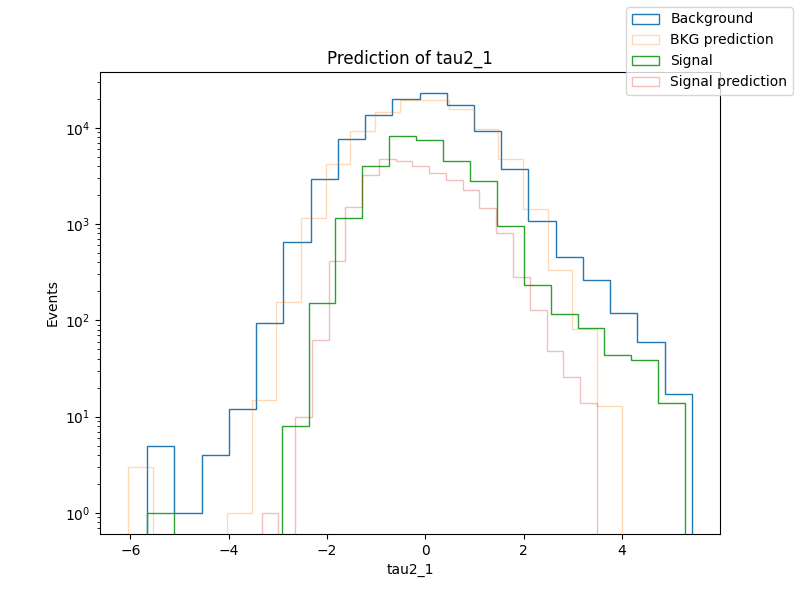 Background
BKG prediction
Signal
Signal prediction
Prediction of tau2_1
Events
10⁴
10³
10²
10¹
10⁰
−6 −4 −2 0 2 4
tau2_1